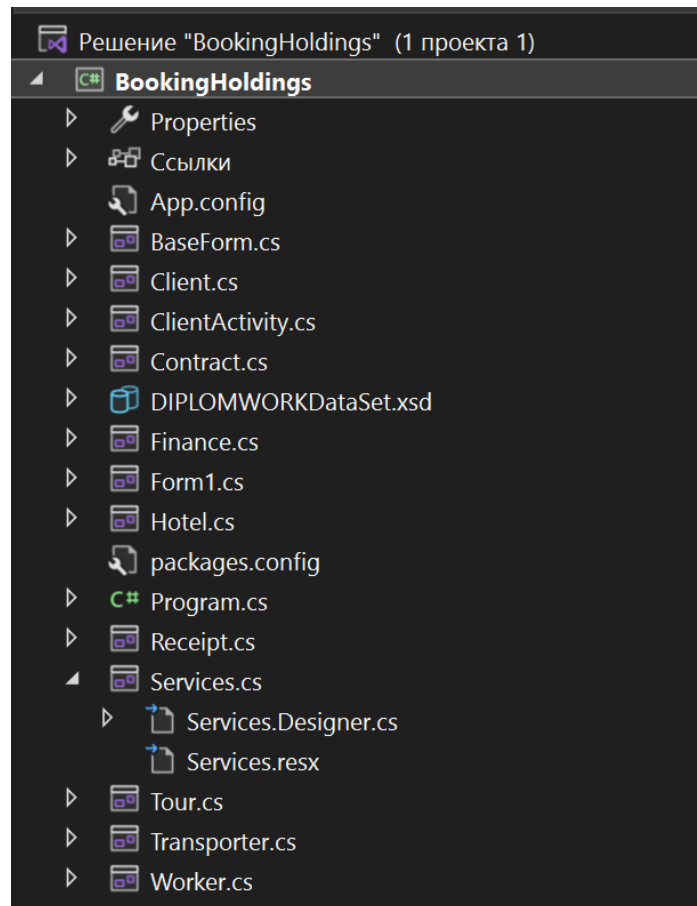 Решение "BookingHoldings" (1 проекта 1)
C# BookingHoldings
Properties
Ссылки
App.config
BaseForm.cs
Client.cs
ClientActivity.cs
Contract.cs
DIPLOMWORKDataSet.xsd
Finance.cs
Form1.cs
Hotel.cs
packages.config
C# Program.cs
Receipt.cs
Services.cs
Services.Designer.cs
Services.resx
Tour.cs
Transporter.cs
Worker.cs